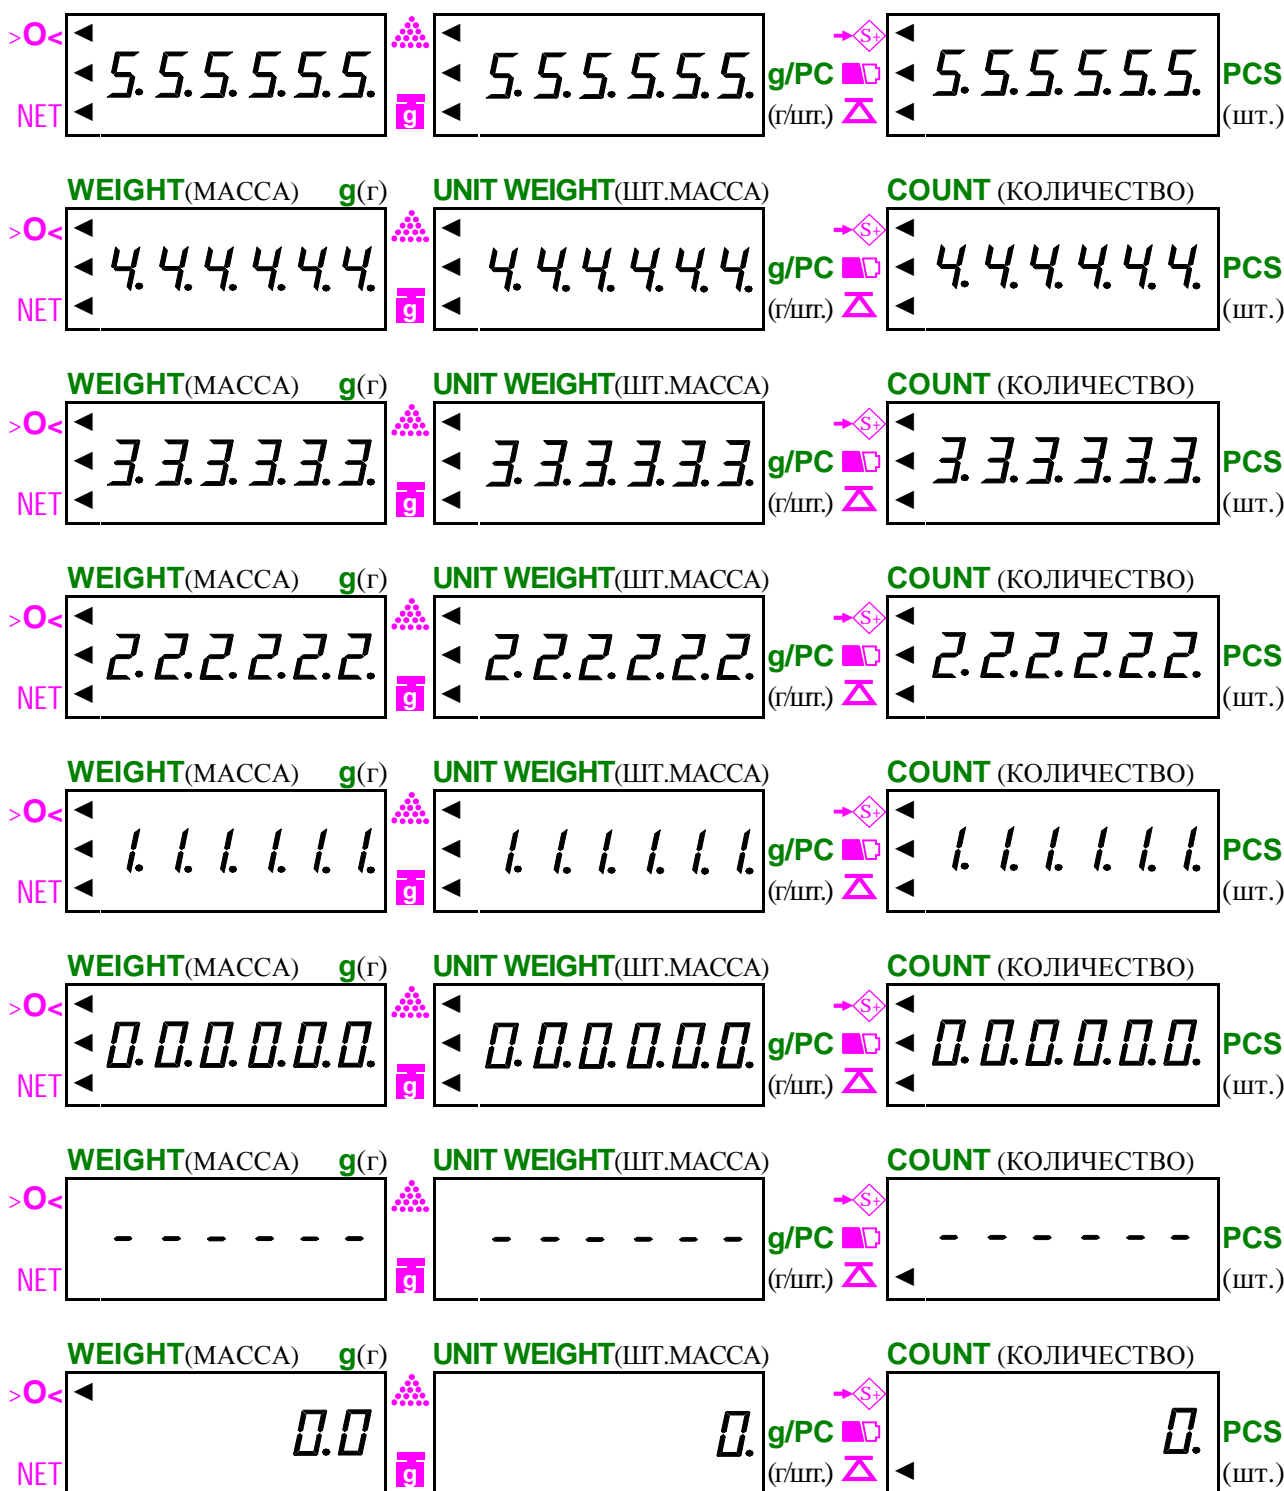 >O< 5.5.5.5.5.5. 5.5.5.5.5.5. S+ 5.5.5.5.5.5.
g/PC PCS
NET g (г/шт.) (шт.)
WEIGHT(МАССА) g(г) UNIT WEIGHT(ШТ.МАССА) COUNT (КОЛИЧЕСТВО)
>O< 4.4.4.4.4.4. 4.4.4.4.4.4. S+ 4.4.4.4.4.4.
g/PC PCS
NET g (г/шт.) (шт.)
WEIGHT(МАССА) g(г) UNIT WEIGHT(ШТ.МАССА) COUNT (КОЛИЧЕСТВО)
>O< 3.3.3.3.3.3. 3.3.3.3.3.3. S+ 3.3.3.3.3.3.
g/PC PCS
NET g (г/шт.) (шт.)
WEIGHT(МАССА) g(г) UNIT WEIGHT(ШТ.МАССА) COUNT (КОЛИЧЕСТВО)
>O< 2.2.2.2.2.2. 2.2.2.2.2.2. S+ 2.2.2.2.2.2.
g/PC PCS
NET g (г/шт.) (шт.)
WEIGHT(МАССА) g(г) UNIT WEIGHT(ШТ.МАССА) COUNT (КОЛИЧЕСТВО)
>O< 1.1.1.1.1.1. 1.1.1.1.1.1. S+ 1.1.1.1.1.1.
g/PC PCS
NET g (г/шт.) (шт.)
WEIGHT(МАССА) g(г) UNIT WEIGHT(ШТ.МАССА) COUNT (КОЛИЧЕСТВО)
>O< 0.0.0.0.0.0. 0.0.0.0.0.0. S+ 0.0.0.0.0.0.
g/PC PCS
NET g (г/шт.) (шт.)
WEIGHT(МАССА) g(г) UNIT WEIGHT(ШТ.МАССА) COUNT (КОЛИЧЕСТВО)
>O< - - - - - - - - - - - - S+ - - - - - -
g/PC PCS
NET g (г/шт.) (шт.)
WEIGHT(МАССА) g(г) UNIT WEIGHT(ШТ.МАССА) COUNT (КОЛИЧЕСТВО)
>O< 0.0 0. S+ 0.
g/PC PCS
NET g (г/шт.) (шт.)